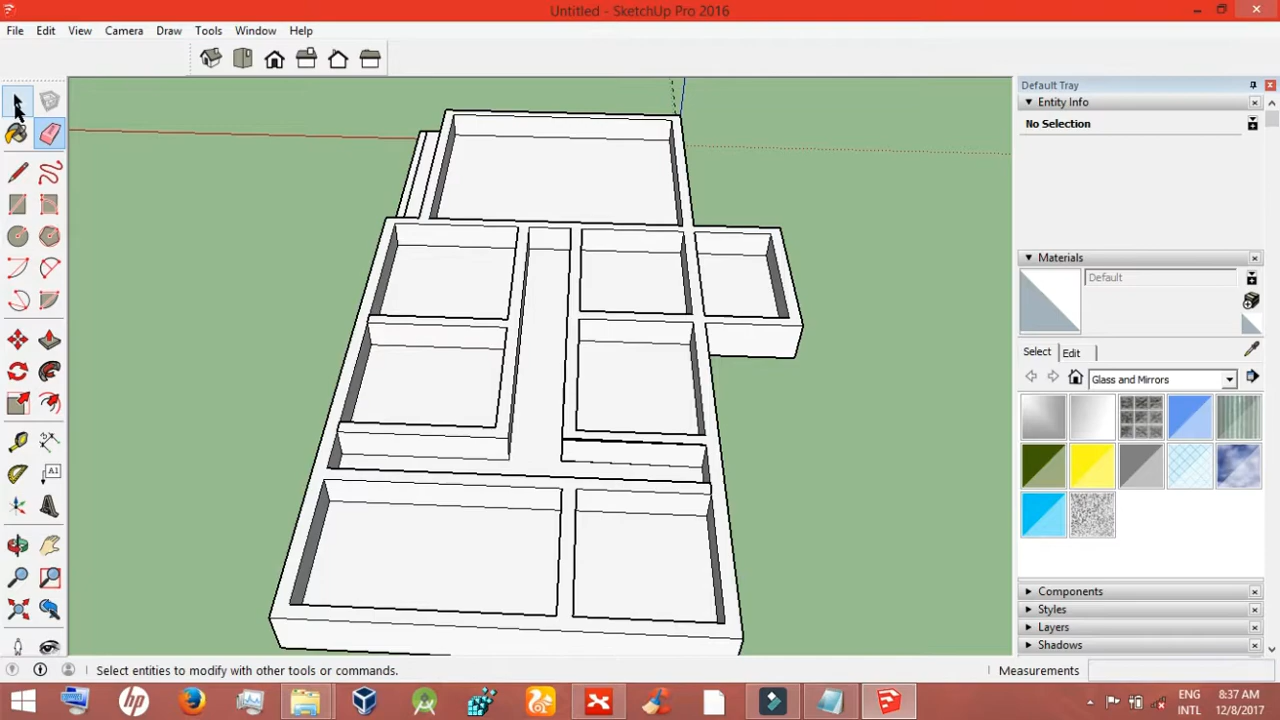 Untitled - SketchUp Pro 2016
File Edit View Camera Draw Tools Window Help
Default Tray
Entity Info
No Selection
Materials
Default
Select Edit
Glass and Mirrors
Components
Styles
Layers
Shadows
A1
Select entities to modify with other tools or commands.
Measurements
ENG 8:37 AM
INTL 12/8/2017